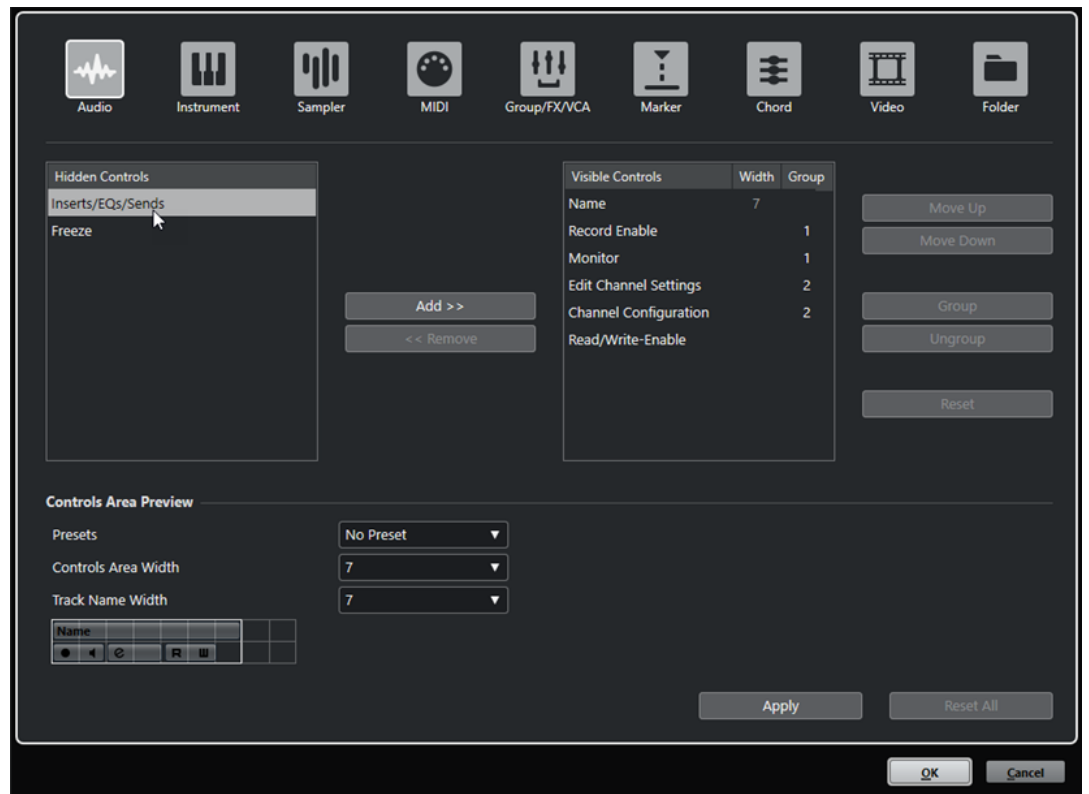 Audio Instrument Sampler MIDI Group/FX/VCA Marker Chord Video Folder
Hidden Controls
Inserts/EQs/Sends
Freeze
Add >>
<< Remove
Visible Controls Width Group
Name 7
Record Enable 1
Monitor 1
Edit Channel Settings 2
Channel Configuration 2
Read/Write-Enable
Move Up
Move Down
Group
Ungroup
Reset
Controls Area Preview
Presets No Preset
Controls Area Width 7
Track Name Width 7
Name
e R W
Apply Reset All
OK Cancel